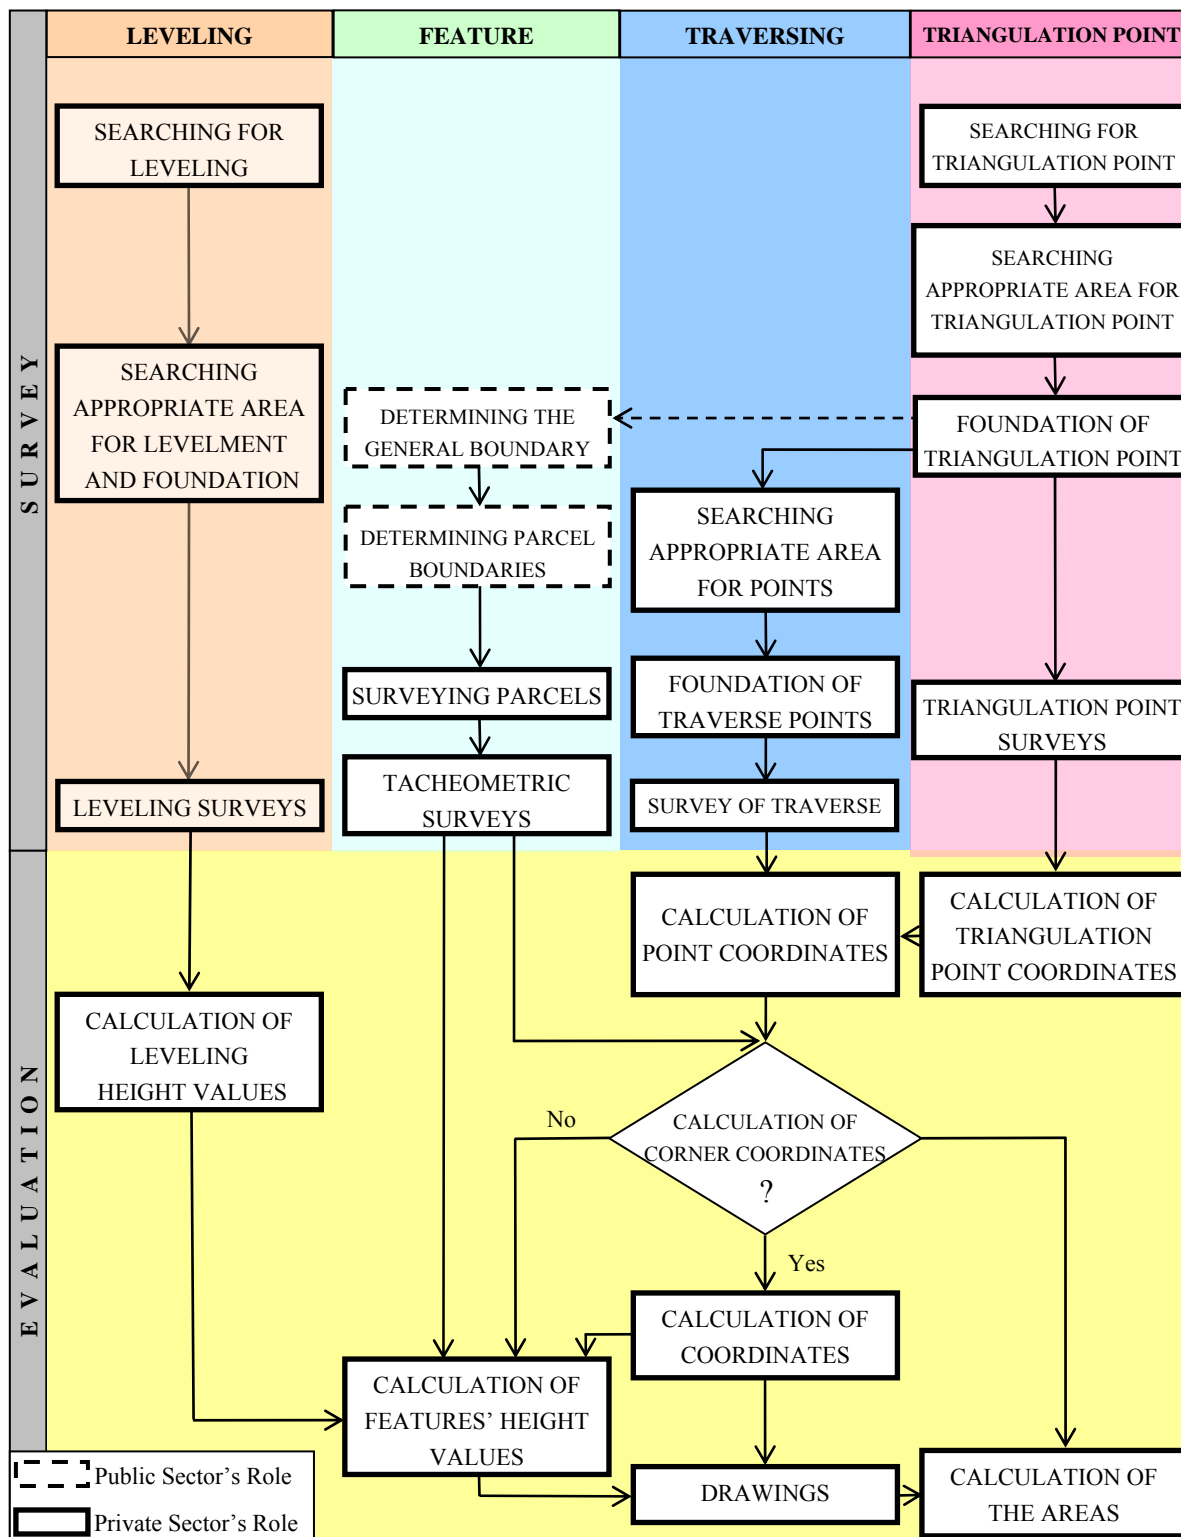 LEVELING
FEATURE
TRAVERSING
TRIANGULATION POINT
SURVEY
SEARCHING FOR
LEVELING
SEARCHING
APPROPRIATE AREA
FOR LEVELMENT
AND FOUNDATION
LEVELING SURVEYS
DETERMINING THE
GENERAL BOUNDARY
DETERMINING PARCEL
BOUNDARIES
SURVEYING PARCELS
TACHEOMETRIC
SURVEYS
SEARCHING
APPROPRIATE AREA
FOR POINTS
FOUNDATION OF
TRAVERSE POINTS
SURVEY OF TRAVERSE
SEARCHING FOR
TRIANGULATION POINT
SEARCHING
APPROPRIATE AREA FOR
TRIANGULATION POINT
FOUNDATION OF
TRIANGULATION POINT
TRIANGULATION POINT
SURVEYS
EVALUATION
CALCULATION OF
LEVELING
HEIGHT VALUES
CALCULATION OF
POINT COORDINATES
CALCULATION OF
TRIANGULATION
POINT COORDINATES
CALCULATION OF
CORNER COORDINATES
?
No
Yes
CALCULATION OF
COORDINATES
CALCULATION OF
FEATURES’ HEIGHT
VALUES
DRAWINGS
CALCULATION OF
THE AREAS
Public Sector’s Role
Private Sector’s Role